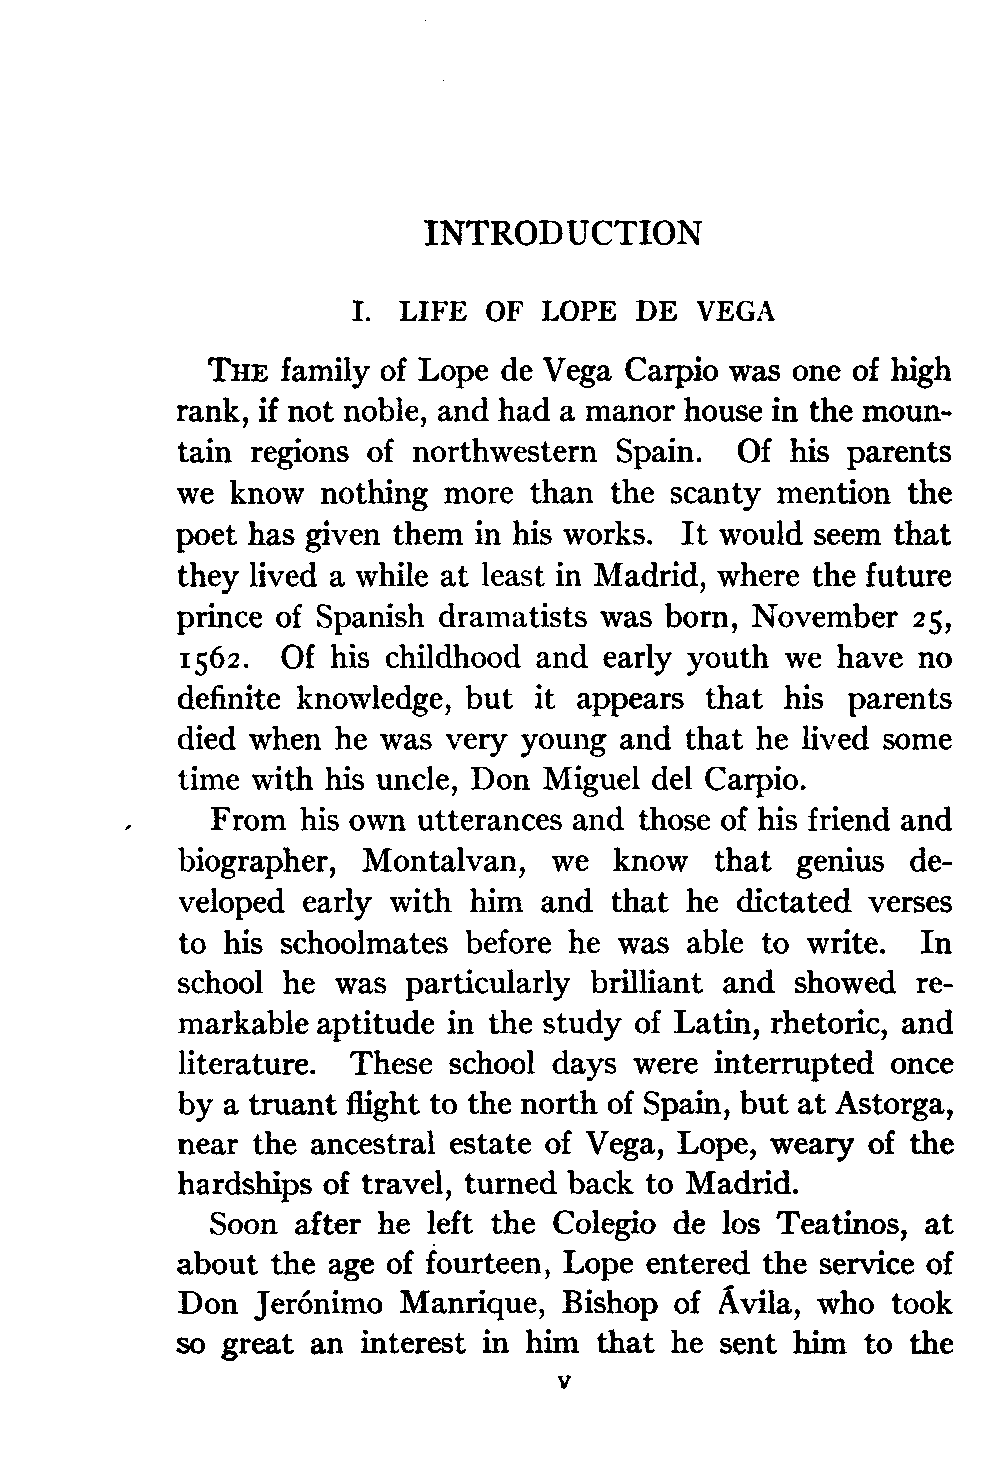 INTRODUCTION
I. LIFE OF LOPE DE VEGA
THE family of Lope de Vega Carpio was one of high
rank, if not noble, and had a manor house in the moun-
tain regions of northwestern Spain. Of his parents
we know nothing more than the scanty mention the
poet has given them in his works. It would seem that
they lived a while at least in Madrid, where the future
prince of Spanish dramatists was born, November 25,
1562. Of his childhood and early youth we have no
definite knowledge, but it appears that his parents
died when he was very young and that he lived some
time with his uncle, Don Miguel del Carpio.
From his own utterances and those of his friend and
biographer, Montalvan, we know that genius de-
veloped early with him and that he dictated verses
to his schoolmates before he was able to write. In
school he was particularly brilliant and showed re-
markable aptitude in the study of Latin, rhetoric, and
literature. These school days were interrupted once
by a truant flight to the north of Spain, but at Astorga,
near the ancestral estate of Vega, Lope, weary of the
hardships of travel, turned back to Madrid.
Soon after he left the Colegio de los Teatinos, at
about the age of fourteen, Lope entered the service of
Don Jerónimo Manrique, Bishop of Ávila, who took
so great an interest in him that he sent him to the
v